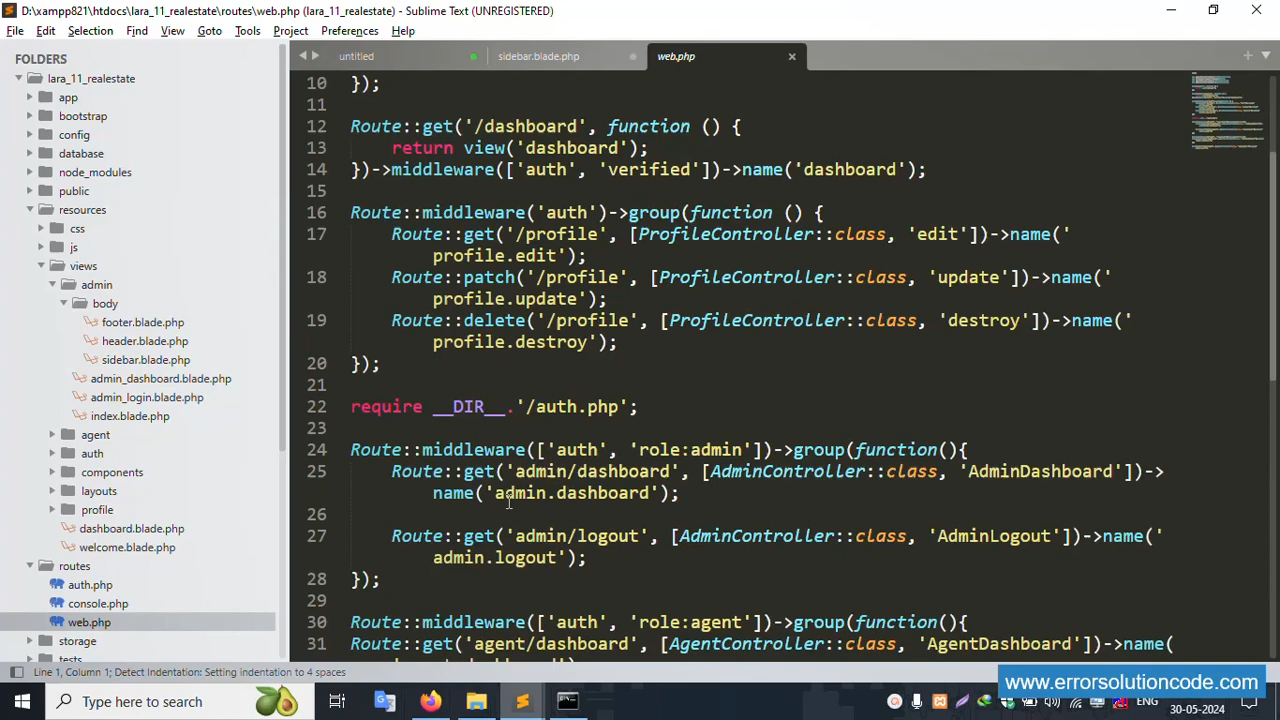 D:\xampp821\htdocs\lara_11_realestate\routes\web.php (lara_11_realestate) - Sublime Text (UNREGISTERED)
File Edit Selection Find View Goto Tools Project Preferences Help
FOLDERS
lara_11_realestate
app
bootstrap
config
database
node_modules
public
resources
css
js
views
admin
body
footer.blade.php
header.blade.php
sidebar.blade.php
admin_dashboard.blade.php
admin_login.blade.php
index.blade.php
agent
auth
components
layouts
profile
dashboard.blade.php
welcome.blade.php
routes
auth.php
console.php
web.php
storage
tests
untitled sidebar.blade.php web.php
10 });
11
12 Route::get('/dashboard', function () {
13 return view('dashboard');
14 })->middleware(['auth', 'verified'])->name('dashboard');
15
16 Route::middleware('auth')->group(function () {
17 Route::get('/profile', [ProfileController::class, 'edit'])->name('
profile.edit');
18 Route::patch('/profile', [ProfileController::class, 'update'])->name('
profile.update');
19 Route::delete('/profile', [ProfileController::class, 'destroy'])->name('
profile.destroy');
20 });
21
22 require __DIR__.'/auth.php';
23
24 Route::middleware(['auth', 'role:admin'])->group(function(){
25 Route::get('admin/dashboard', [AdminController::class, 'AdminDashboard'])->
name('admin.dashboard');
26
27 Route::get('admin/logout', [AdminController::class, 'AdminLogout'])->name('
admin.logout');
28 });
29
30 Route::middleware(['auth', 'role:agent'])->group(function(){
31 Route::get('agent/dashboard', [AgentController::class, 'AgentDashboard'])->name(
Line 1, Column 1; Detect Indentation: Setting indentation to 4 spaces
www.errorsolutioncode.com
Type here to search
ENG
30-05-2024